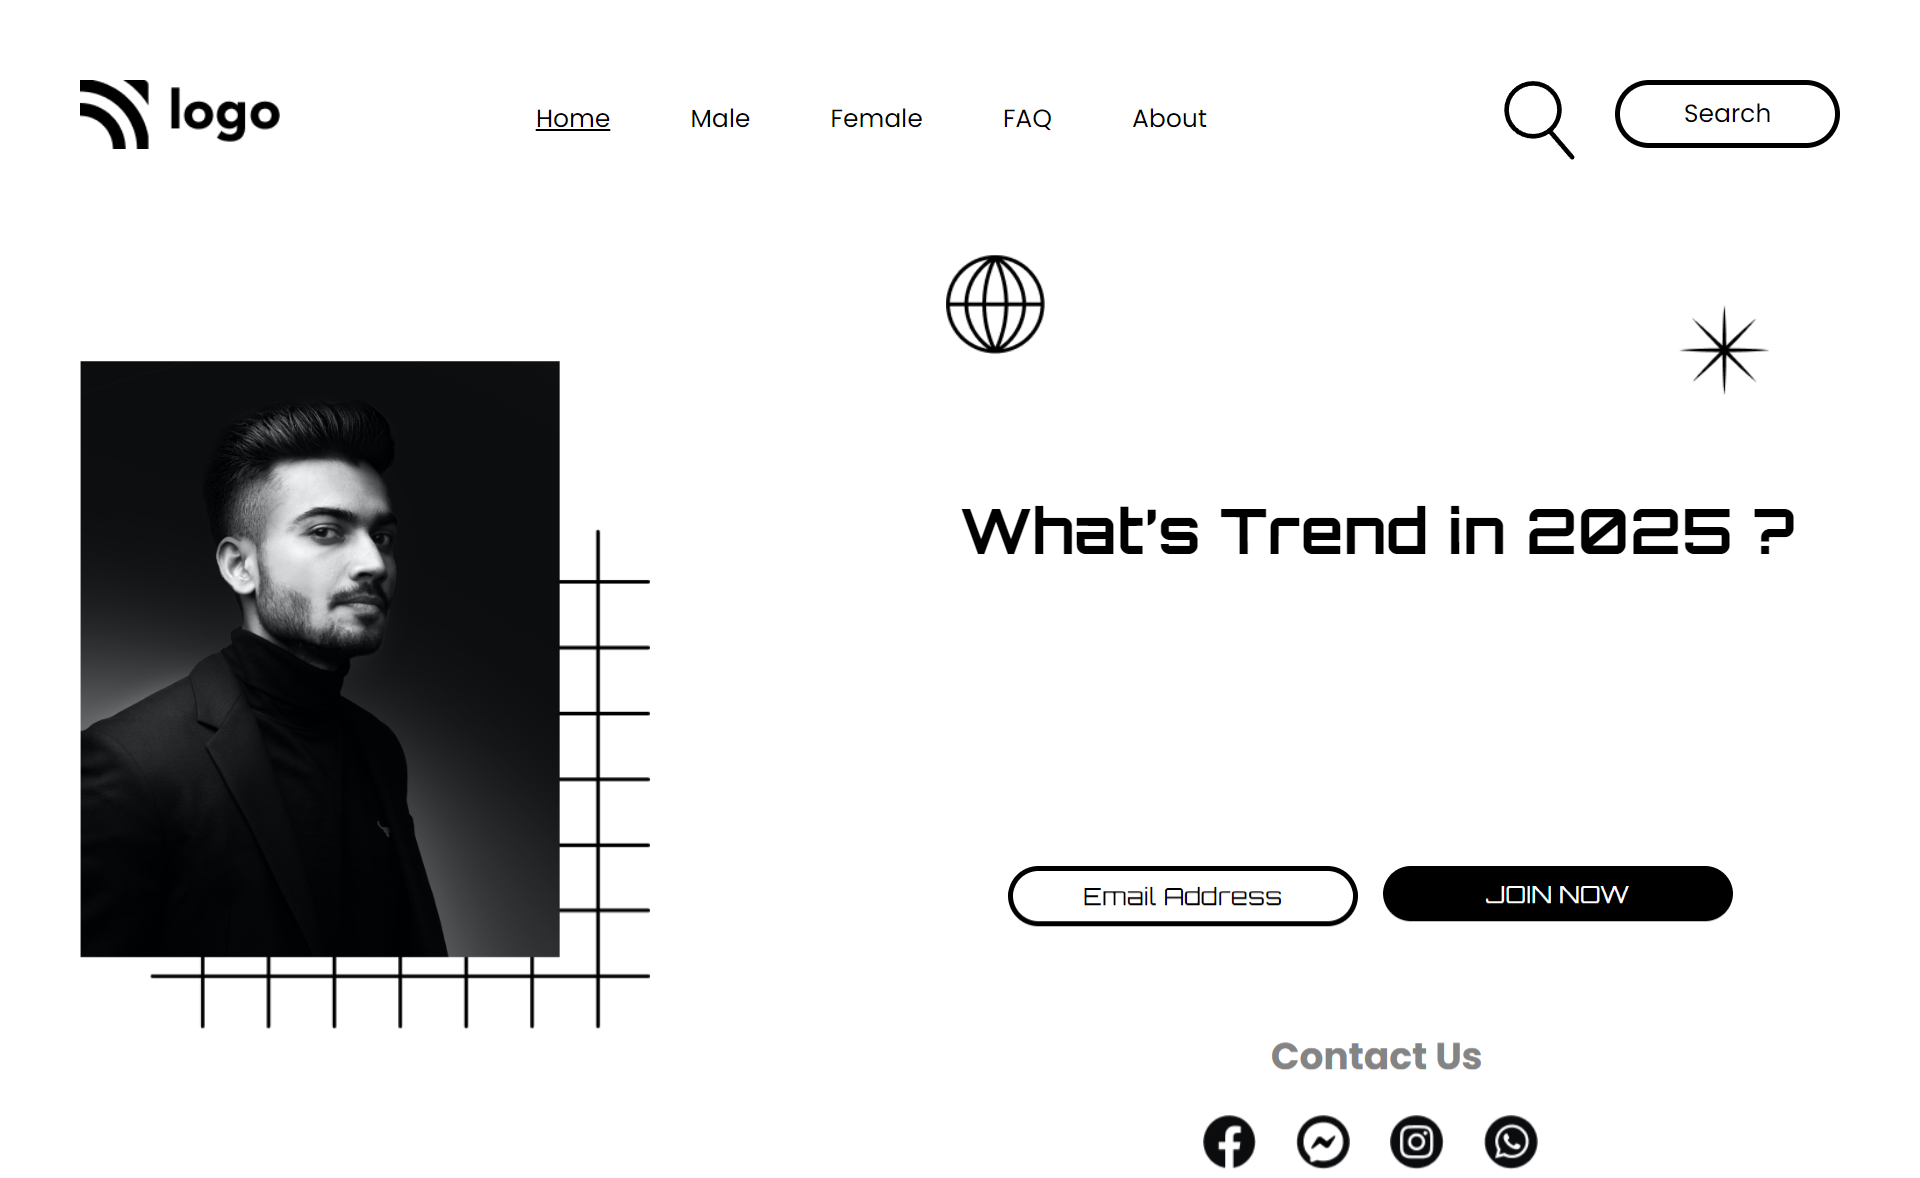 logo
Home Male Female FAQ About
Search
What's Trend in 2025 ?
Email Address
JOIN NOW
Contact Us